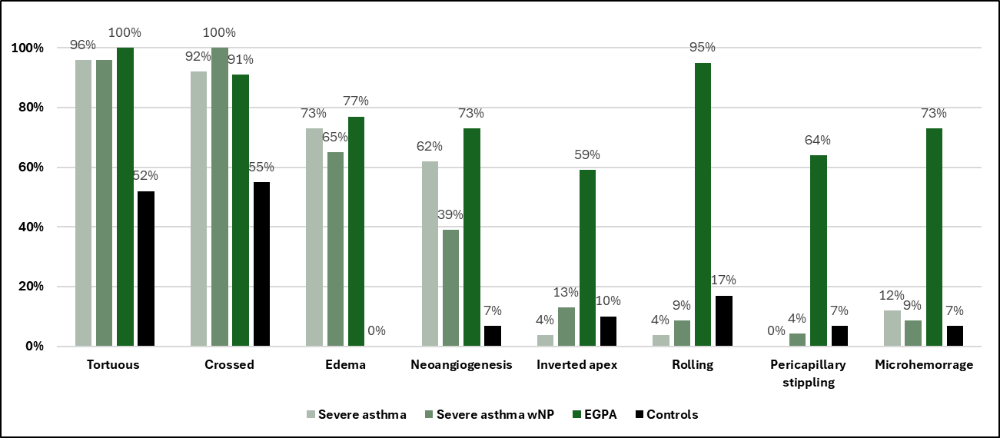 100% 100%
96% 92% 91% 95%
100%
73% 77% 73% 73%
80%
65% 62% 64%
60% 59%
52% 55%
39%
40%
20% 17%
13% 12%
4% 10% 4% 9% 4% 7% 9% 7%
7%
0% 0% 0%
Tortuous Crossed Edema Neoangiogenesis Inverted apex Rolling Pericapillary Microhemorrage
stippling
Severe asthma Severe asthma wNP EGPA Controls